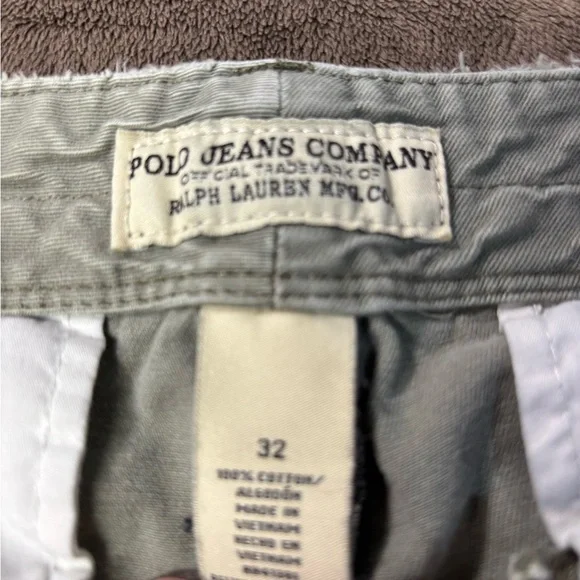 POLO JEANS COMPANY
OFFICIAL TRADEMARK OF
RALPH LAUREN MFG. CO.
32
100% COTTON/
ALGODÓN
MADE IN
VIETNAM
HECHO EN
VIETNAM